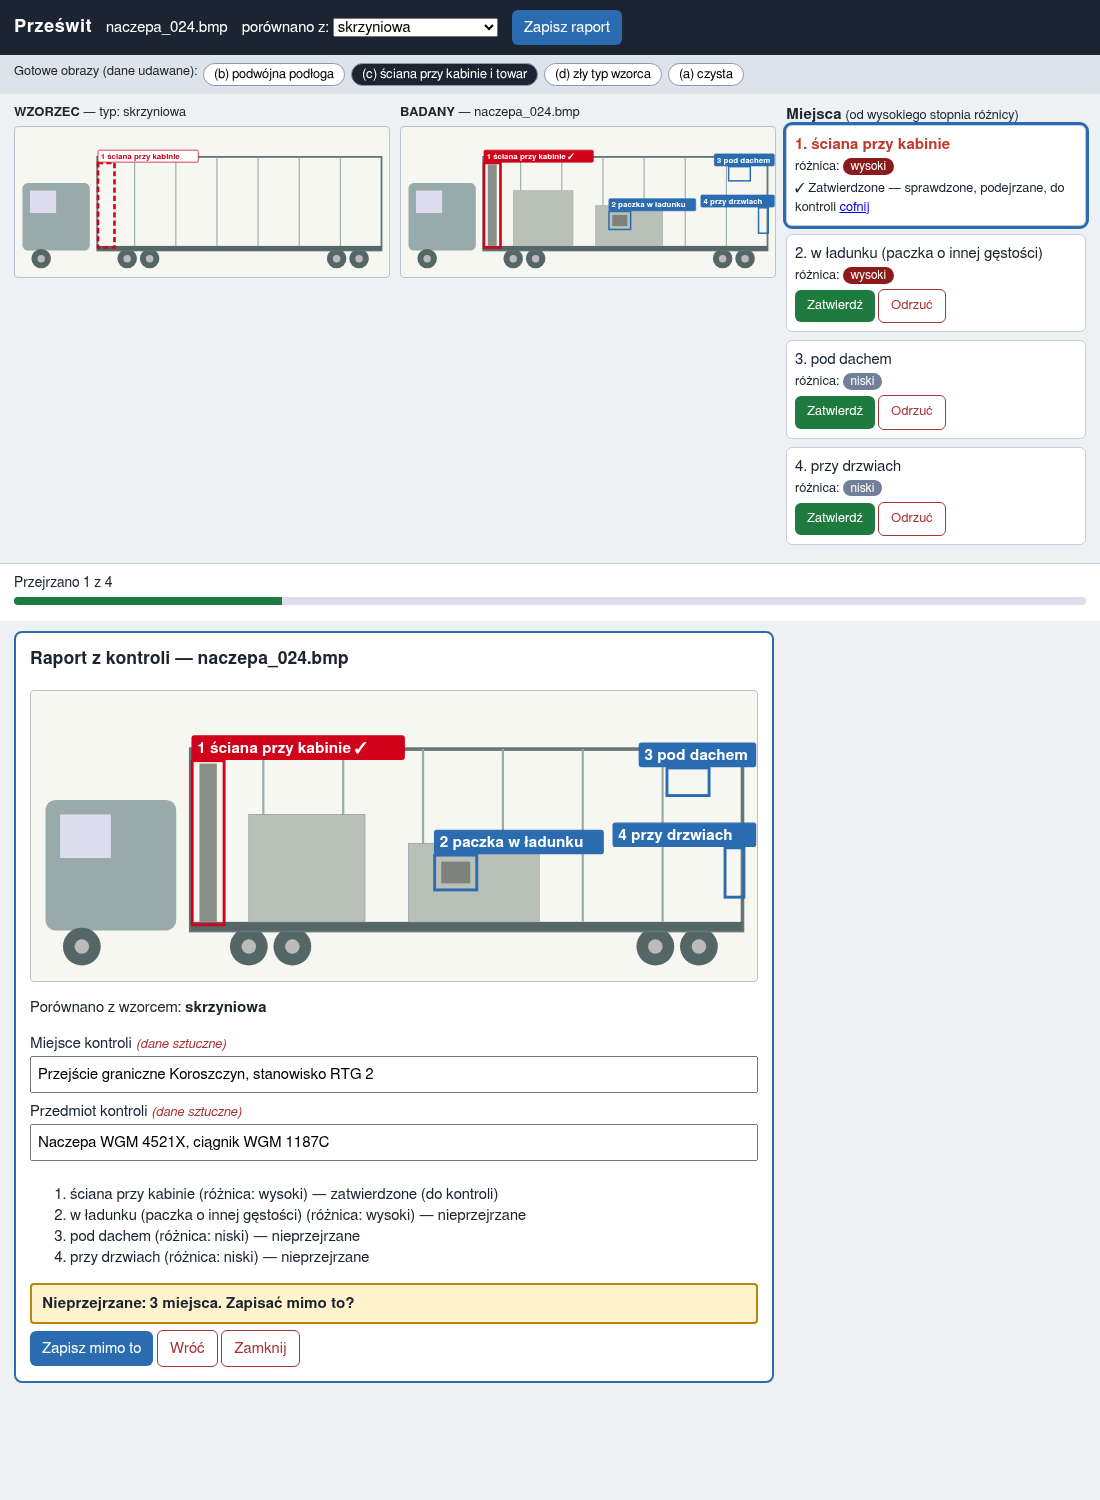 Prześwit naczepa_024.bmp porównano z: skrzyniowa Zapisz raport
Gotowe obrazy (dane udawane): (b) podwójna podłoga (c) ściana przy kabinie i towar (d) zły typ wzorca (a) czysta
WZORZEC — typ: skrzyniowa
1 ściana przy kabinie
BADANY — naczepa_024.bmp
1 ściana przy kabinie ✓
3 pod dachem
2 paczka w ładunku
4 przy drzwiach
Miejsca (od wysokiego stopnia różnicy)
1. ściana przy kabinie
różnica: wysoki
✓ Zatwierdzone — sprawdzone, podejrzane, do
kontroli cofnij
2. w ładunku (paczka o innej gęstości)
różnica: wysoki
Zatwierdź Odrzuć
3. pod dachem
różnica: niski
Zatwierdź Odrzuć
4. przy drzwiach
różnica: niski
Zatwierdź Odrzuć
Przejrzano 1 z 4
Raport z kontroli — naczepa_024.bmp
1 ściana przy kabinie ✓
3 pod dachem
2 paczka w ładunku
4 przy drzwiach
Porównano z wzorcem: skrzyniowa
Miejsce kontroli (dane sztuczne)
Przejście graniczne Koroszczyn, stanowisko RTG 2
Przedmiot kontroli (dane sztuczne)
Naczepa WGM 4521X, ciągnik WGM 1187C
1. ściana przy kabinie (różnica: wysoki) — zatwierdzone (do kontroli)
2. w ładunku (paczka o innej gęstości) (różnica: wysoki) — nieprzejrzane
3. pod dachem (różnica: niski) — nieprzejrzane
4. przy drzwiach (różnica: niski) — nieprzejrzane
Nieprzejrzane: 3 miejsca. Zapisać mimo to?
Zapisz mimo to Wróć Zamknij